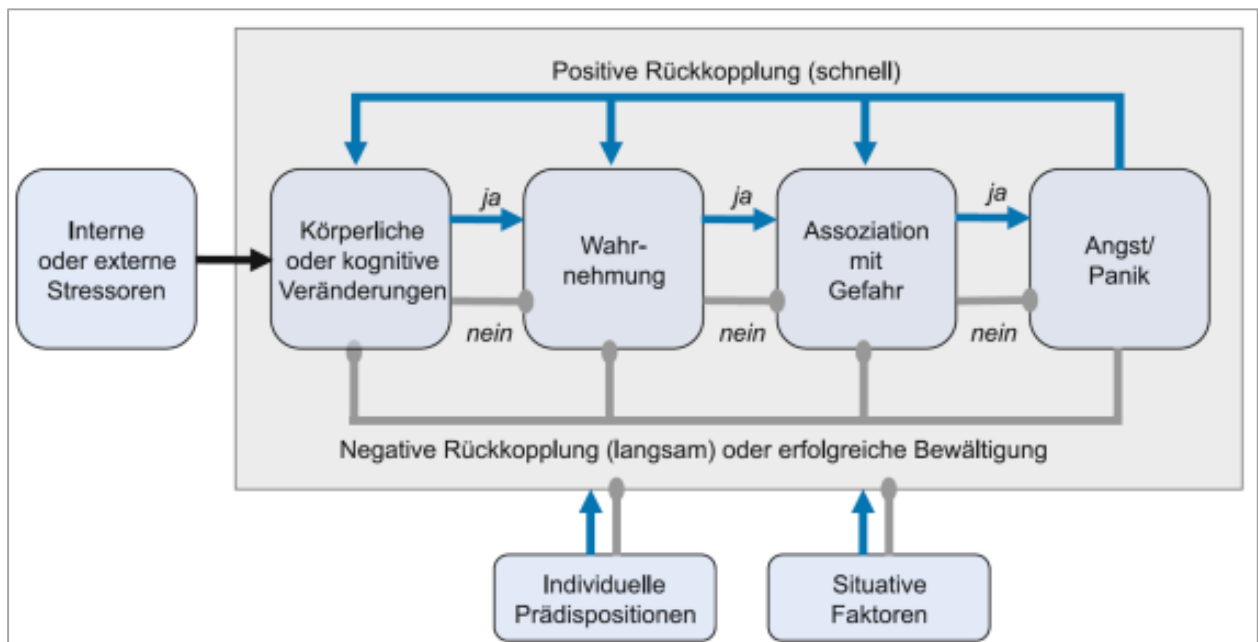 Positive Rückkopplung (schnell)
Interne
oder externe
Stressoren
Körperliche
oder kognitive
Veränderungen
ja
nein
Wahr-
nehmung
ja
nein
Assoziation
mit
Gefahr
ja
nein
Angst/
Panik
Negative Rückkopplung (langsam) oder erfolgreiche Bewältigung
Individuelle
Prädispositionen
Situative
Faktoren